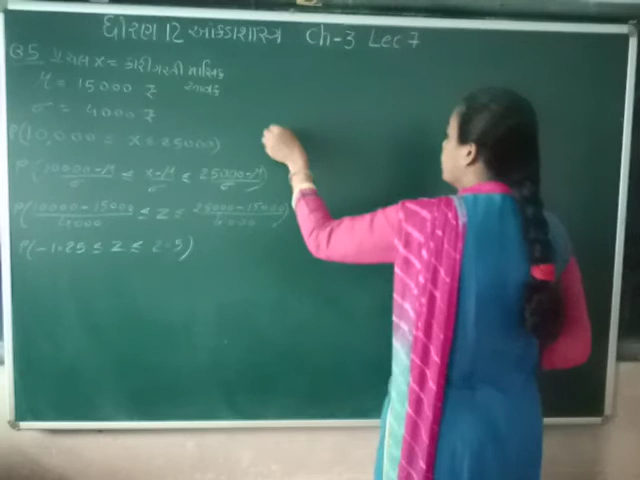 ધોરણ 12 આંકડાશાસ્ત્ર Ch-3 Lec 7
Q5 ચલ x = કારીગરની માસિક
આવક
μ = 15000 ₹
σ = 4000 ₹
P(10,000 ≤ x ≤ 25000)
P(10000-μ/σ ≤ x-μ/σ ≤ 25000-μ/σ)
P(10000-15000/4000 ≤ z ≤ 25000-15000/4000)
P(-1.25 ≤ z ≤ 2.5)